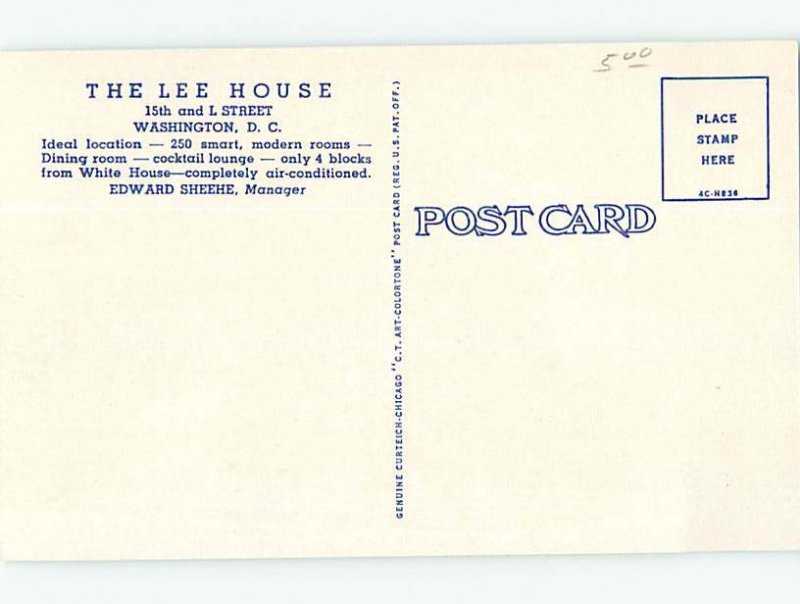 THE LEE HOUSE
15th and L STREET
WASHINGTON, D. C.
Ideal location — 250 smart, modern rooms —
Dining room — cocktail lounge — only 4 blocks
from White House—completely air-conditioned.
EDWARD SHEEHE, Manager
GENUINE CURTEICH-CHICAGO "C.T. ART-COLORTONE" POST CARD (REG. U.S. PAT. OFF.)
5 00
POST CARD
PLACE
STAMP
HERE
4C-H836